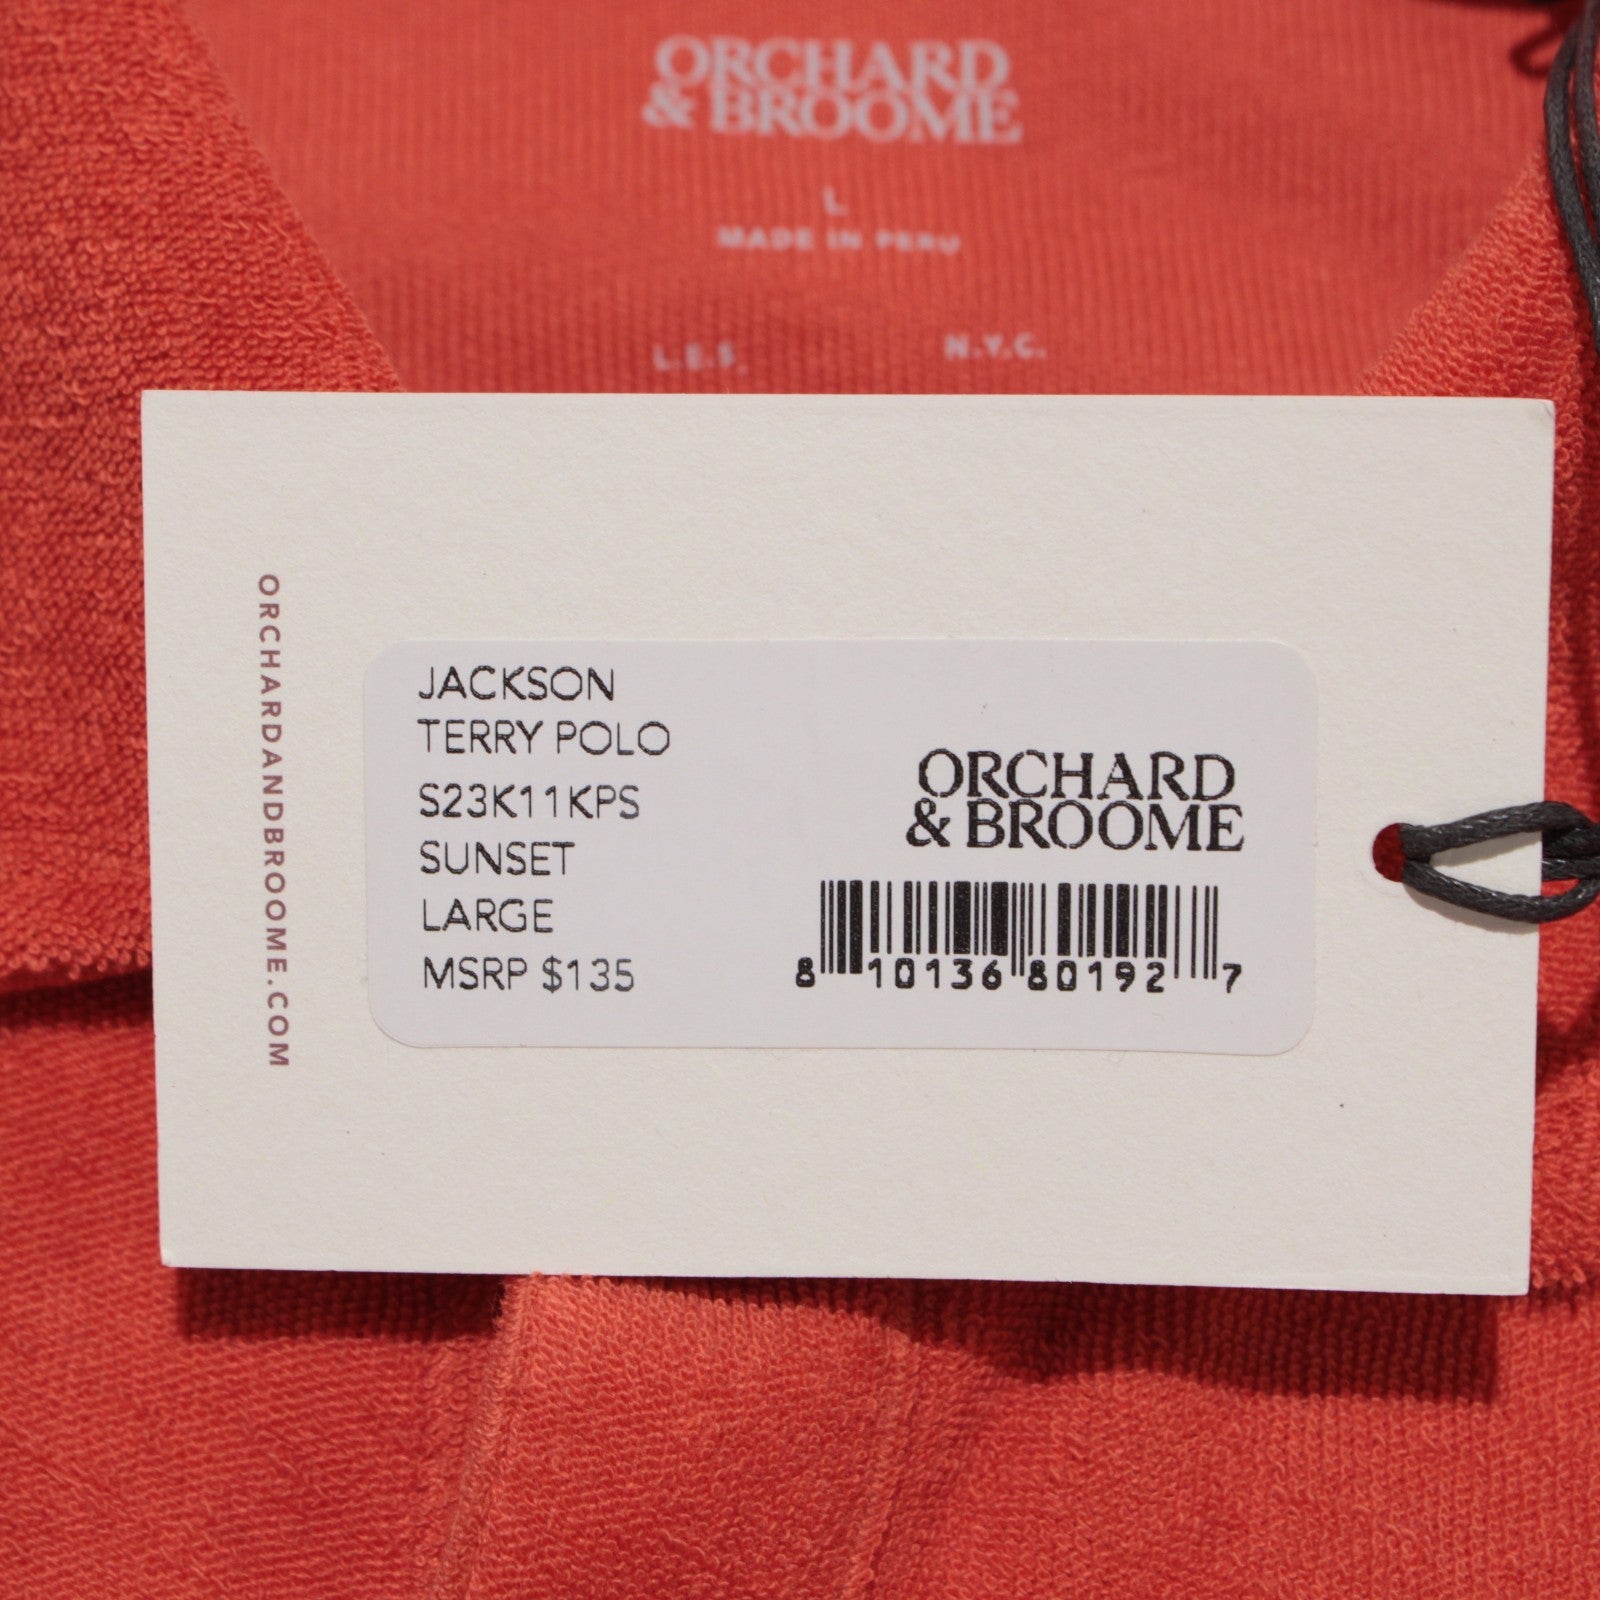 ORCHARD
& BROOME
L
MADE IN PERU
L.E.S.
N.Y.C.
ORCHARDANDBROOME.COM
JACKSON
TERRY POLO
S23K11KPS
SUNSET
LARGE
MSRP $135
ORCHARD
& BROOME
8 10136 80192 7